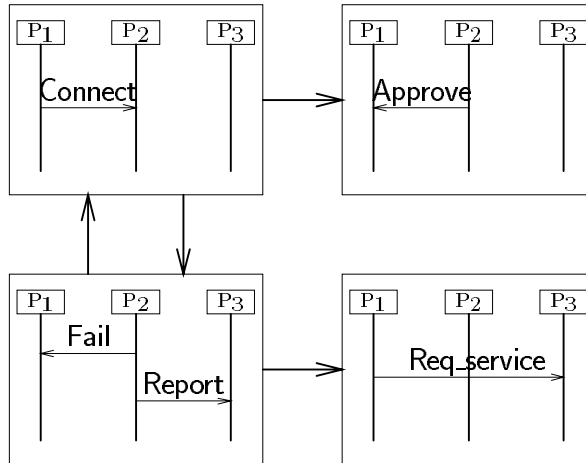 P1 P2 P3
Connect
P1 P2 P3
Approve
P1 P2 P3
Fail
Report
P1 P2 P3
Req_service